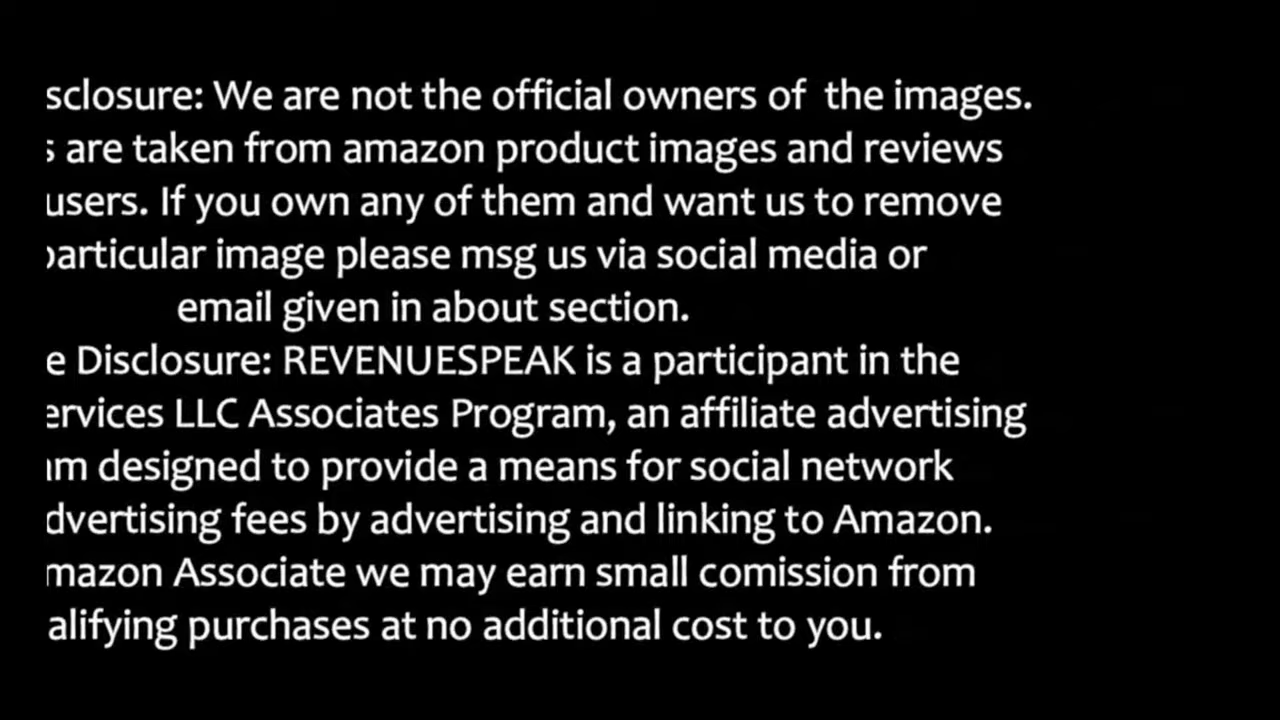 sclosure: We are not the official owners of the images.
s are taken from amazon product images and reviews
users. If you own any of them and want us to remove
particular image please msg us via social media or
email given in about section.
e Disclosure: REVENUESPEAK is a participant in the
ervices LLC Associates Program, an affiliate advertising
am designed to provide a means for social network
dvertising fees by advertising and linking to Amazon.
mazon Associate we may earn small comission from
alifying purchases at no additional cost to you.